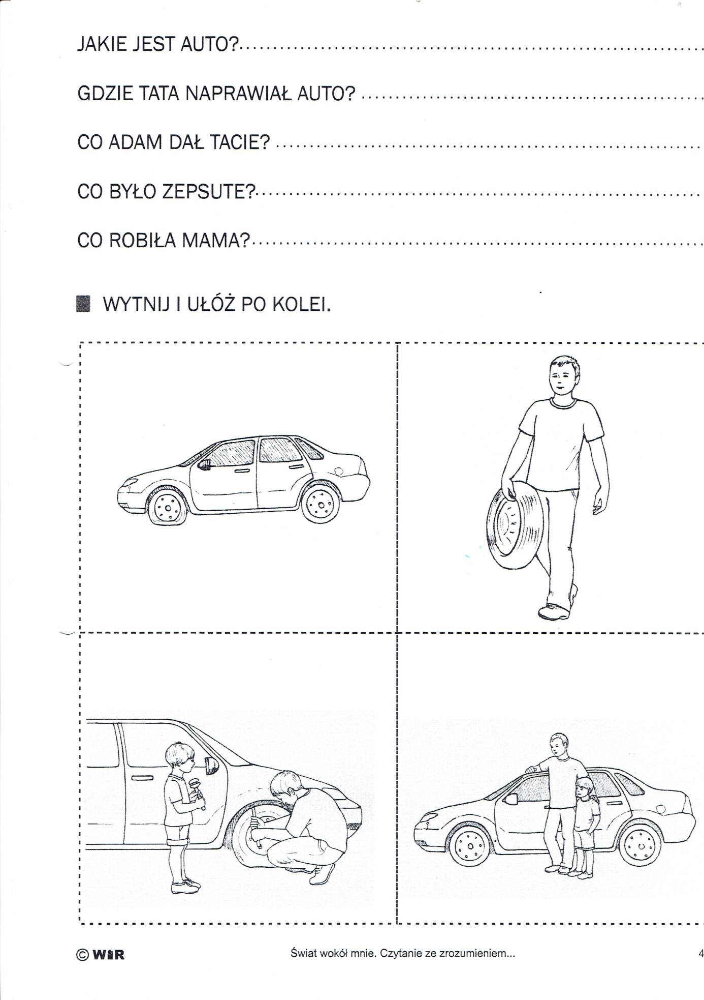 JAKIE JEST AUTO?
GDZIE TATA NAPRAWIAŁ AUTO?
CO ADAM DAŁ TACIE?
CO BYŁO ZEPSUTE?
CO ROBIŁA MAMA?
WYTNIJ I UŁÓŻ PO KOLEI.
© WiR Świat wokół mnie. Czytanie ze zrozumieniem... 4